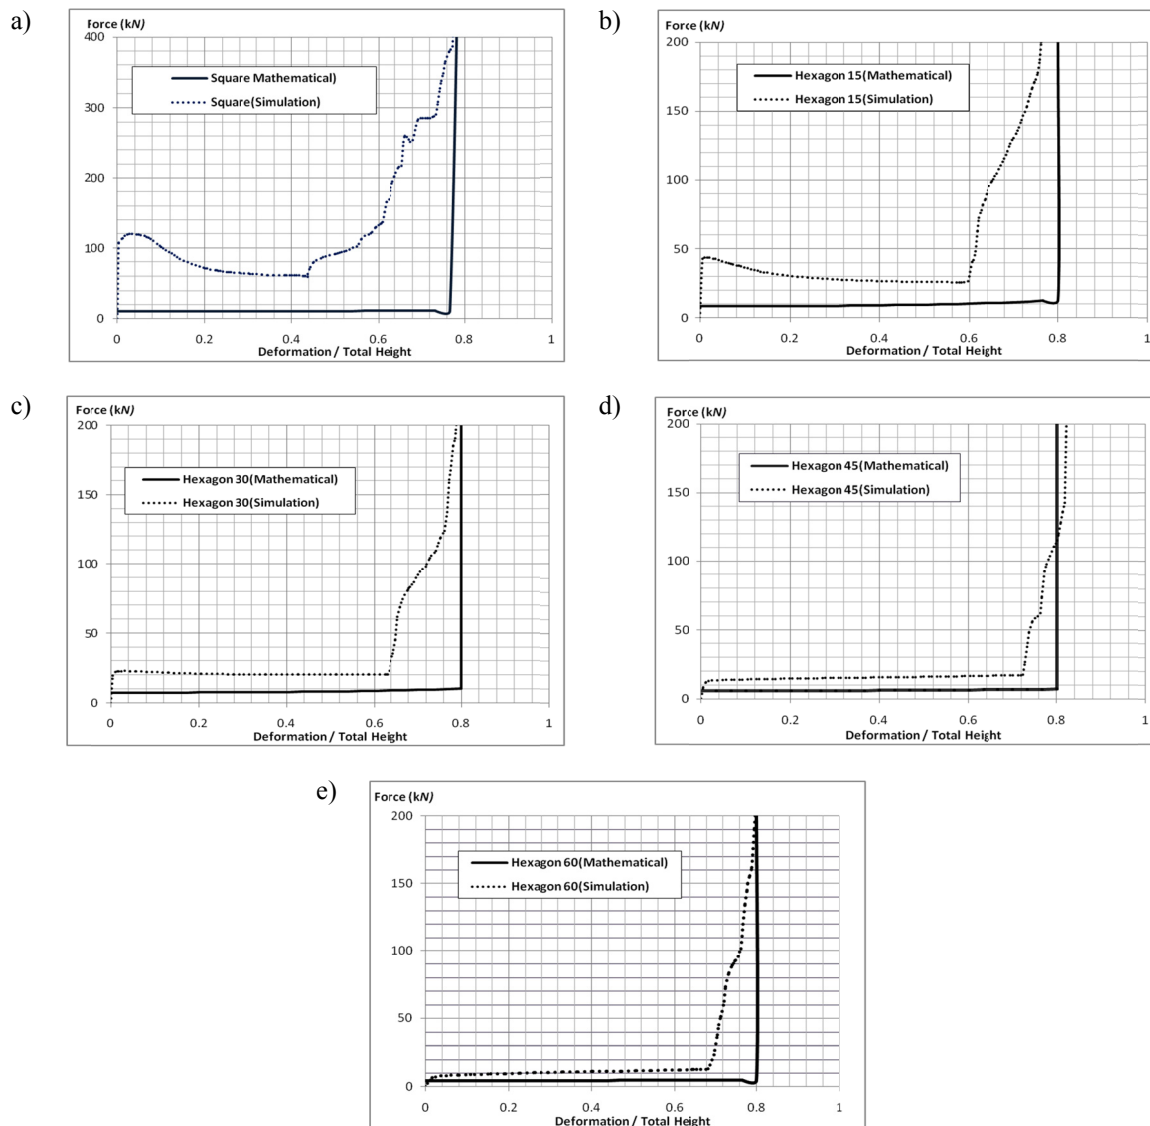 a)
Force (kN)
400
300
200
100
0
Square Mathematical)
Square(Simulation)
0 0.2 0.4 0.6 0.8 1
Deformation / Total Height
b)
Force (kN)
200
150
100
50
0
Hexagon 15(Mathematical)
Hexagon 15(Simulation)
0 0.2 0.4 0.6 0.8 1
Deformation / Total Height
c)
Force (kN)
200
150
100
50
0
Hexagon 30(Mathematical)
Hexagon 30(Simulation)
0 0.2 0.4 0.6 0.8 1
Deformation / Total Height
d)
Force (kN)
200
150
100
50
0
Hexagon 45(Mathematical)
Hexagon 45(Simulation)
0 0.2 0.4 0.6 0.8 1
Deformation / Total Height
e)
Force (kN)
200
150
100
50
0
Hexagon 60(Mathematical)
Hexagon 60(Simulation)
0 0.2 0.4 0.6 0.8 1
Deformation / Total Height